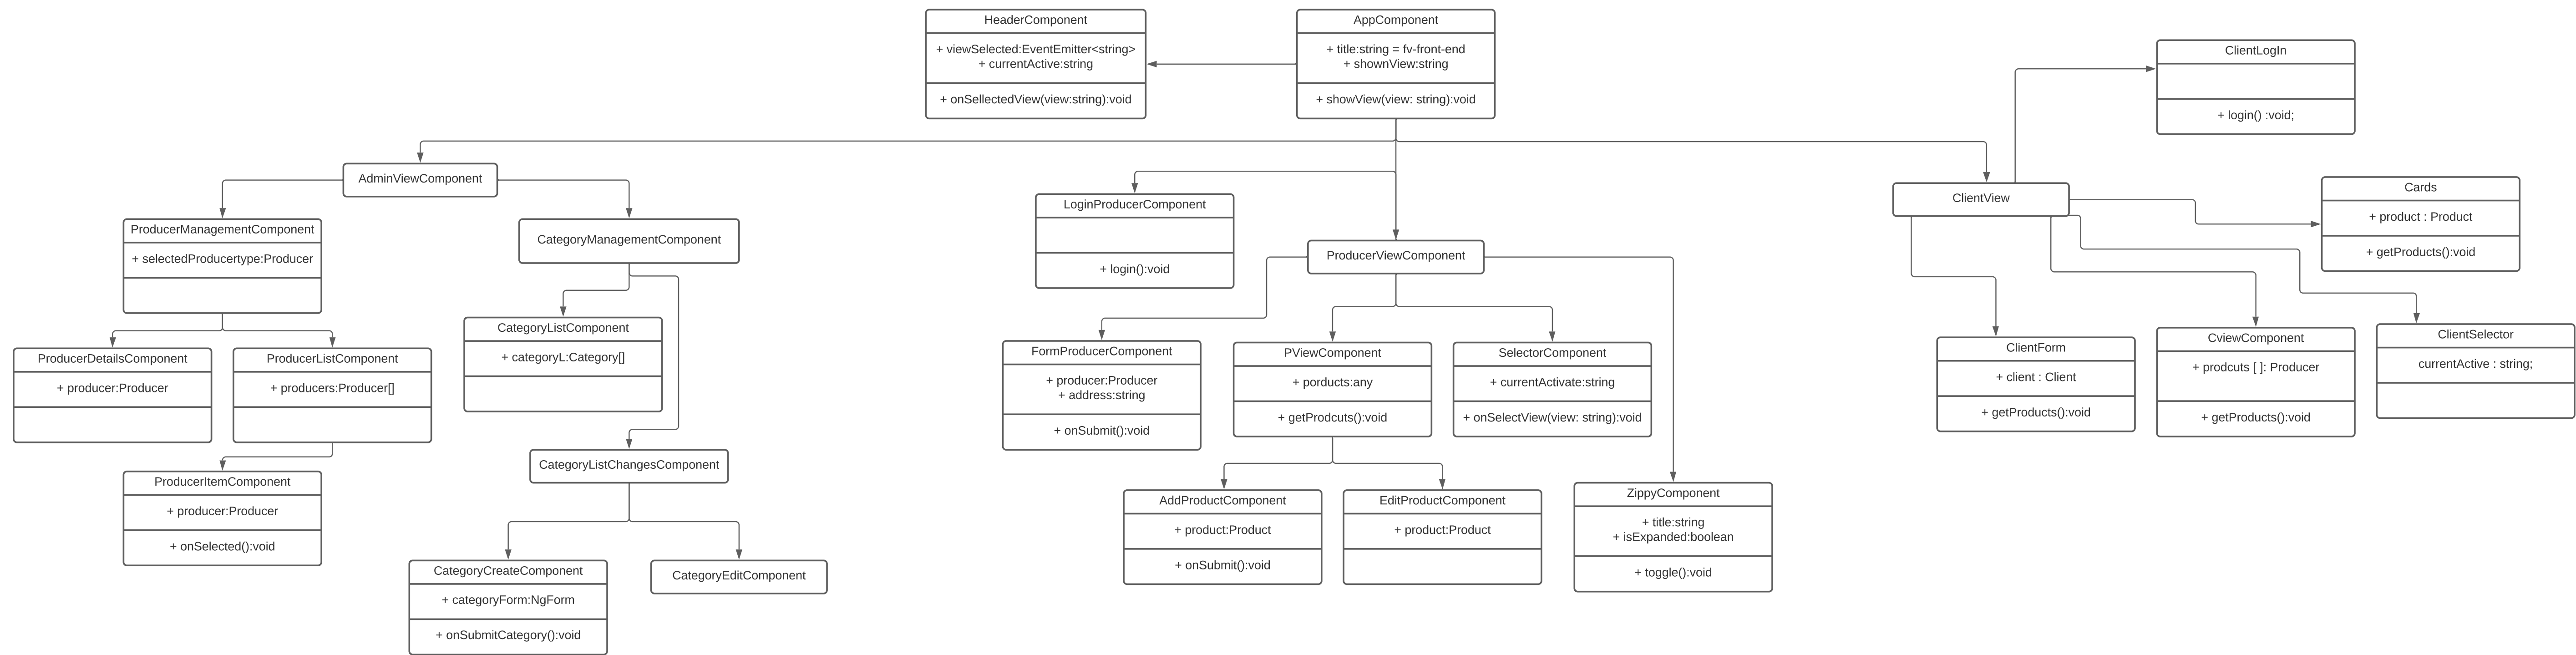 HeaderComponent
+ viewSelected:EventEmitter<string>
+ currentActive:string
+ onSellectedView(view:string):void
AppComponent
+ title:string = fv-front-end
+ shownView:string
+ showView(view: string):void
ClientLogIn
+ login() :void;
AdminViewComponent
ClientView
Cards
+ product : Product
+ getProducts():void
ProducerManagementComponent
+ selectedProducertype:Producer
CategoryManagementComponent
LoginProducerComponent
+ login():void
ProducerViewComponent
ProducerDetailsComponent
+ producer:Producer
ProducerListComponent
+ producers:Producer[]
CategoryListComponent
+ categoryL:Category[]
FormProducerComponent
+ producer:Producer
+ address:string
+ onSubmit():void
PViewComponent
+ porducts:any
+ getProdcuts():void
SelectorComponent
+ currentActivate:string
+ onSelectView(view: string):void
ClientForm
+ client : Client
+ getProducts():void
CviewComponent
+ prodcuts [ ]: Producer
+ getProducts():void
ClientSelector
currentActive : string;
ProducerItemComponent
+ producer:Producer
+ onSelected():void
CategoryListChangesComponent
AddProductComponent
+ product:Product
+ onSubmit():void
EditProductComponent
+ product:Product
ZippyComponent
+ title:string
+ isExpanded:boolean
+ toggle():void
CategoryCreateComponent
+ categoryForm:NgForm
+ onSubmitCategory():void
CategoryEditComponent